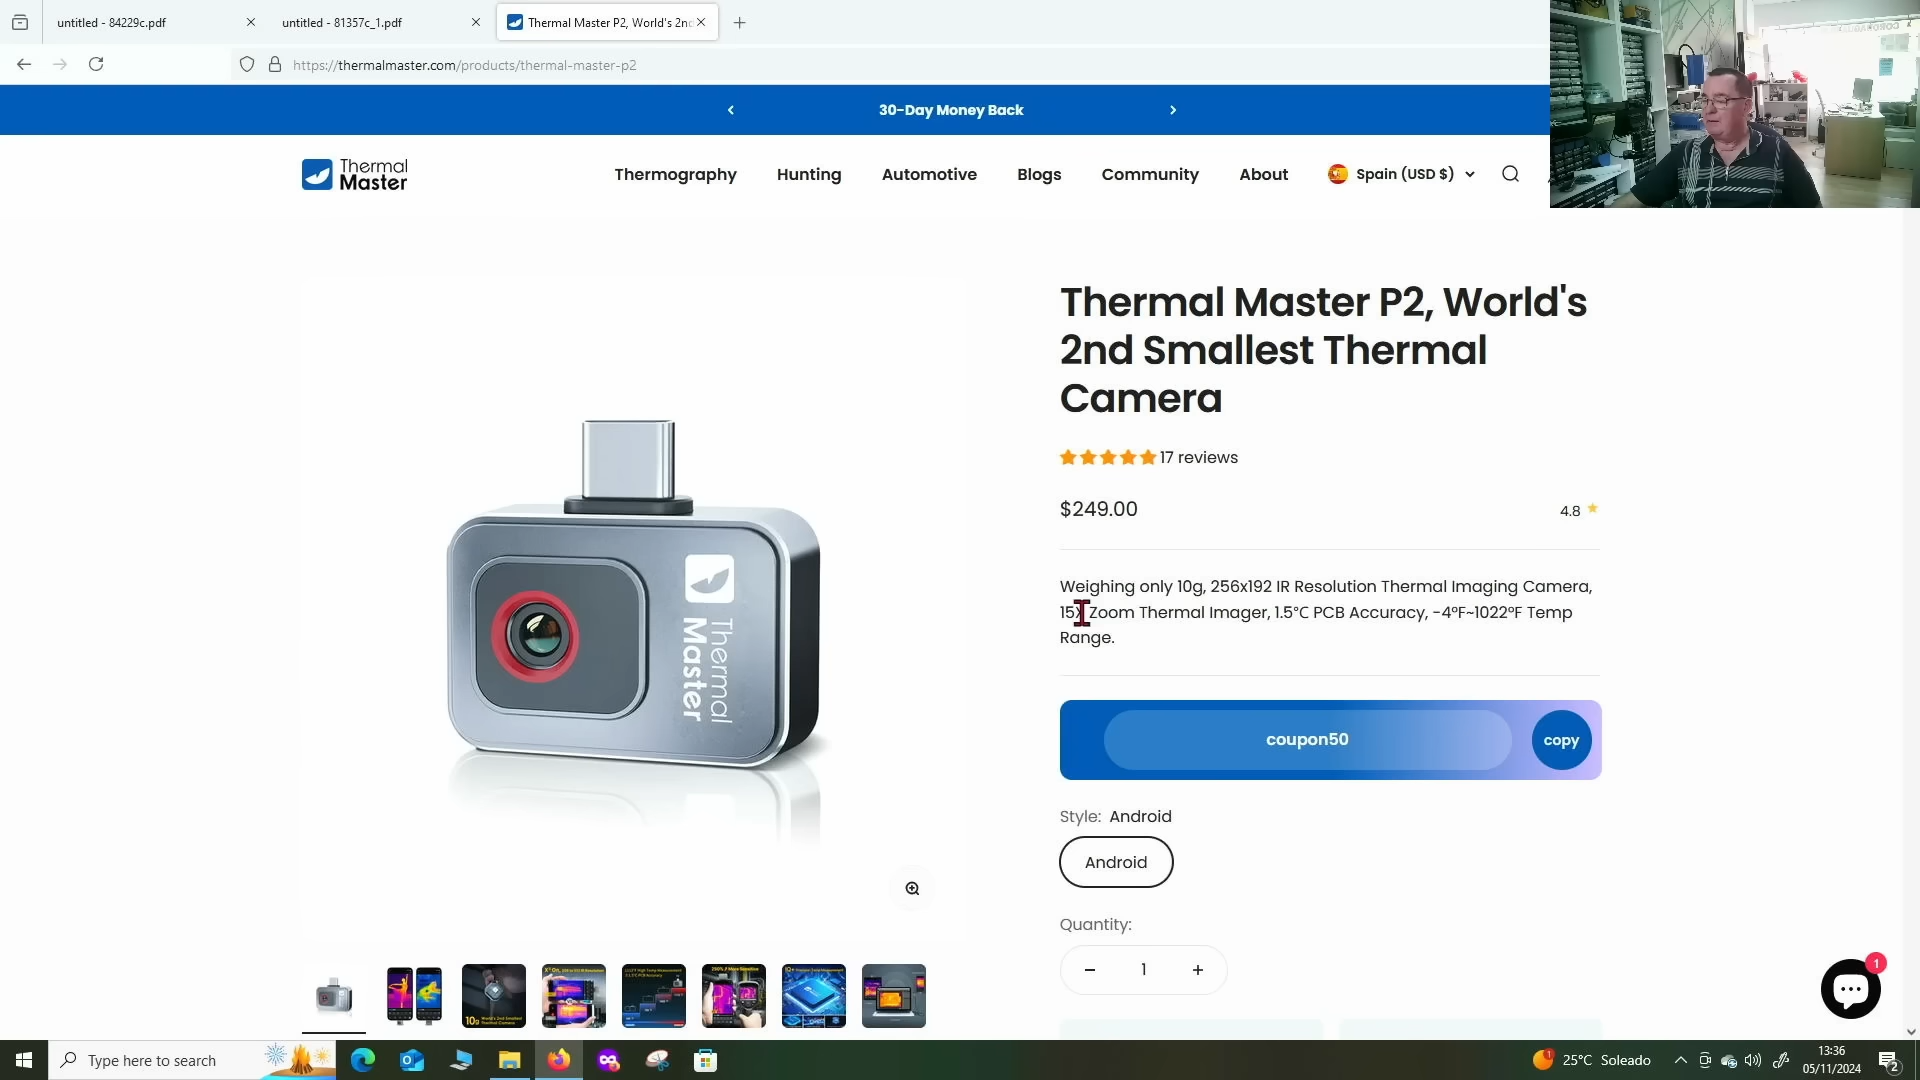 untitled - 84229c.pdf
untitled - 81357c_1.pdf
Thermal Master P2, World's 2nd
https://thermalmaster.com/products/thermal-master-p2
30-Day Money Back
Thermal
Master
Thermography
Hunting
Automotive
Blogs
Community
About
Spain (USD $)
Thermal Master P2, World's
2nd Smallest Thermal
Camera
17 reviews
$249.00
4.8
Weighing only 10g, 256x192 IR Resolution Thermal Imaging Camera,
15X Zoom Thermal Imager, 1.5°C PCB Accuracy, -4°F~1022°F Temp
Range.
coupon50
copy
Style: Android
Android
Quantity:
1
Thermal
Master
10g
1
Type here to search
1
25°C Soleado
13:36
05/11/2024
2